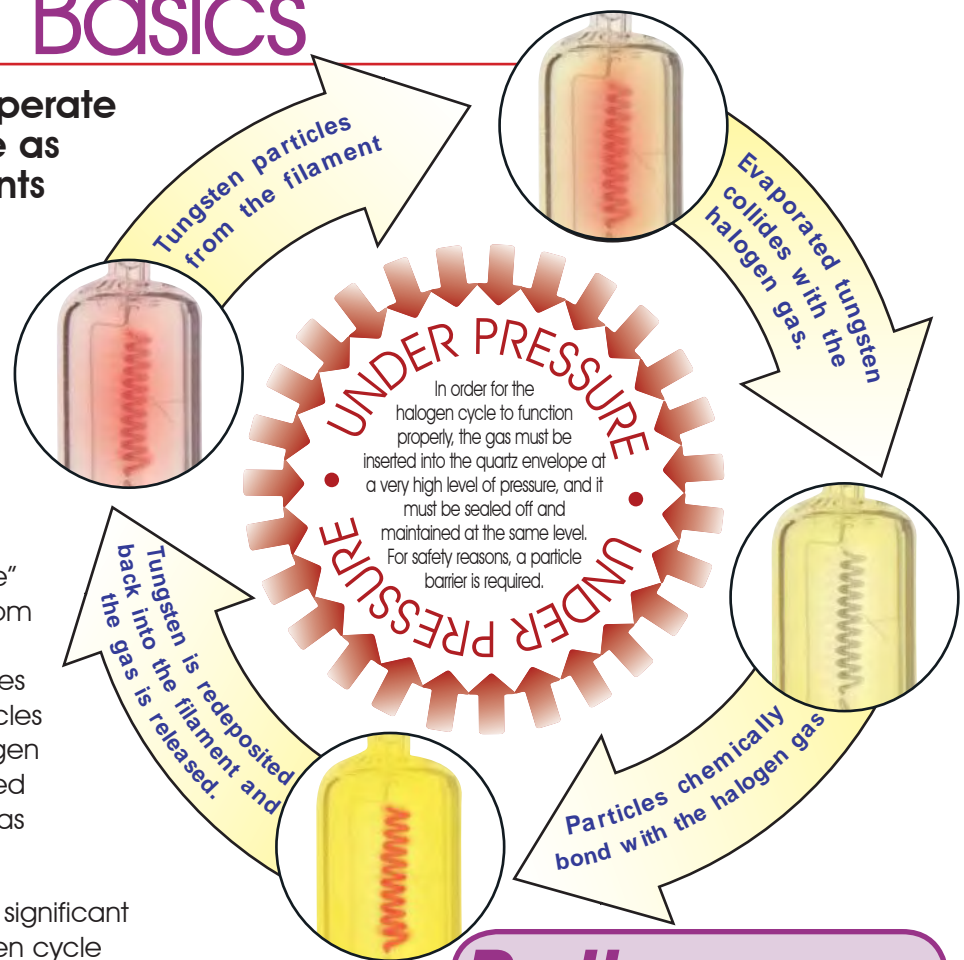 Basics
perate
e as
nts
Tungsten particles
from the filament
Evaporated tungsten
collides with the
halogen gas.
Particles chemically
bond with the halogen gas
Tungsten is redeposited
back into the filament and
the gas is released.
UNDER PRESSURE
In order for the
halogen cycle to function
properly, the gas must be
inserted into the quartz envelope at
a very high level of pressure, and it
must be sealed off and
maintained at the same level.
For safety reasons, a particle
barrier is required.
UNDER PRESSURE
e”
om
es
cles
gen
ed
as
significant
en cycle